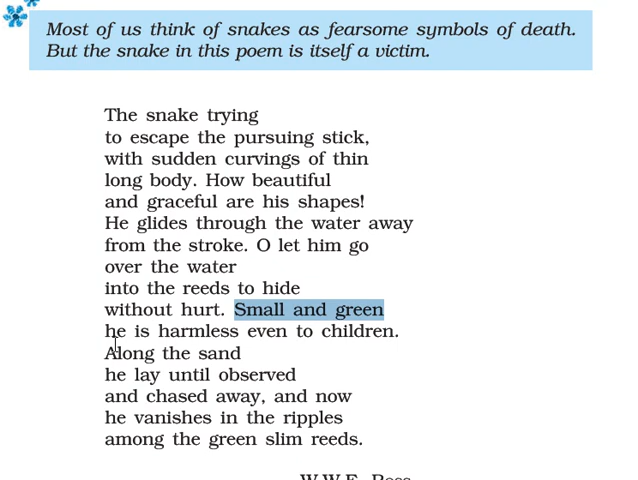 Most of us think of snakes as fearsome symbols of death.
But the snake in this poem is itself a victim.
The snake trying
to escape the pursuing stick,
with sudden curvings of thin
long body. How beautiful
and graceful are his shapes!
He glides through the water away
from the stroke. O let him go
over the water
into the reeds to hide
without hurt. Small and green
he is harmless even to children.
Along the sand
he lay until observed
and chased away, and now
he vanishes in the ripples
among the green slim reeds.
W.W.E. Ross